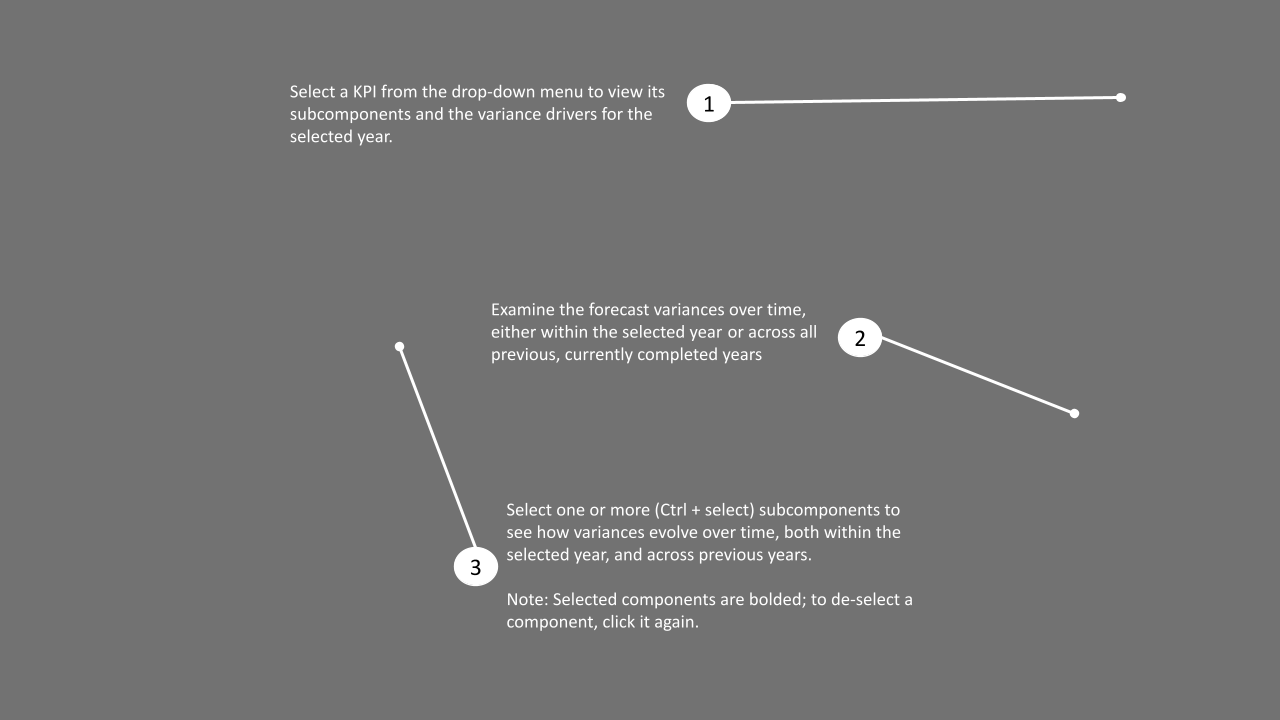 Select a KPI from the drop-down menu to view its
subcomponents and the variance drivers for the
selected year.
1
Examine the forecast variances over time,
either within the selected year or across all
previous, currently completed years
2
Select one or more (Ctrl + select) subcomponents to
see how variances evolve over time, both within the
selected year, and across previous years.
3
Note: Selected components are bolded; to de-select a
component, click it again.